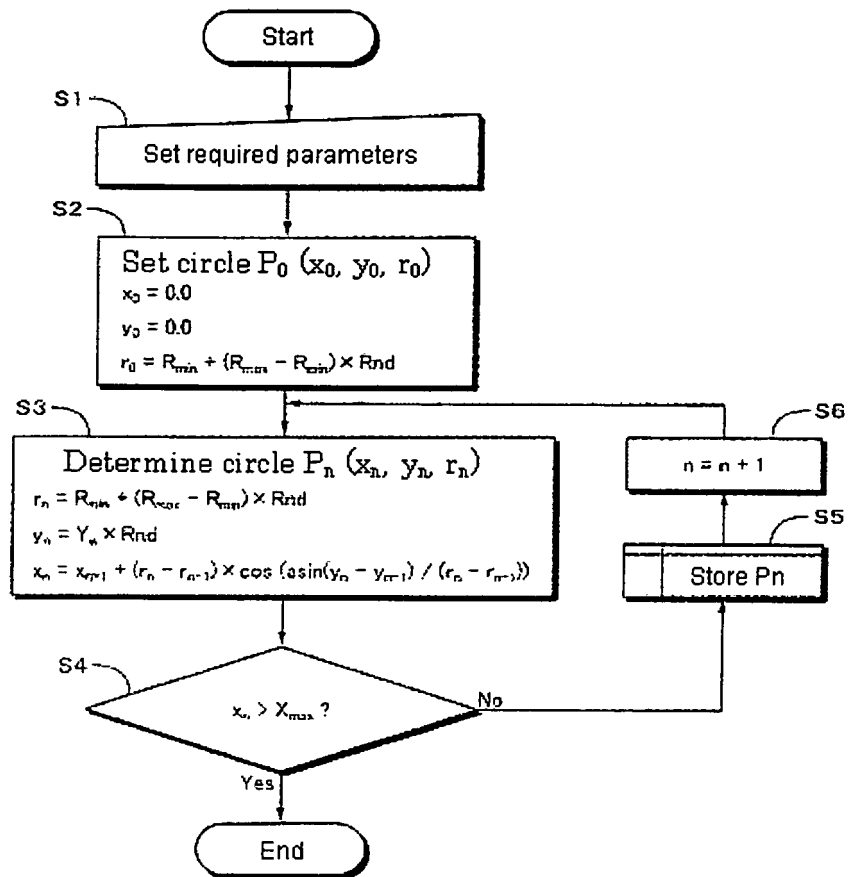 Start
S1
Set required parameters
S2
Set circle P₀ (x₀, y₀, r₀)
x₀ = 0.0
y₀ = 0.0
r₀ = Rmin + (Rmax − Rmin) × Rnd
S3
Determine circle Pn (xn, yn, rn)
rn = Rmin + (Rmax − Rmin) × Rnd
yn = Yw × Rnd
xn = xn-1 + (rn − rn-1) × cos (asin(yn − yn-1) / (rn − rn-1))
S6
n = n + 1
S5
Store Pn
S4
xn > Xmax ?
No
Yes
End